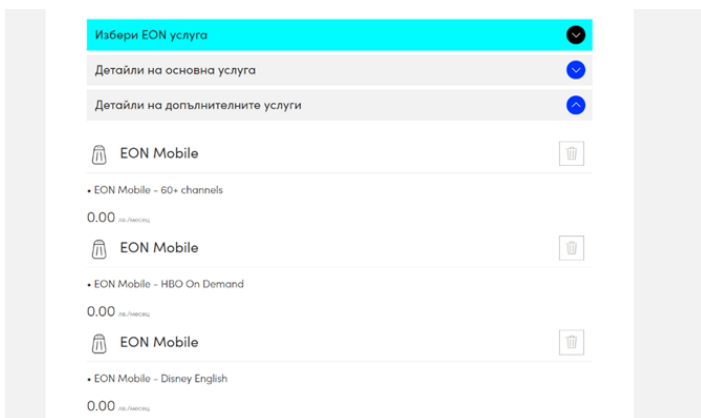 Избери EON услуга
Детайли на основна услуга
Детайли на допълнителните услуги
EON Mobile
• EON Mobile - 60+ channels
0.00 лв./месец
EON Mobile
• EON Mobile - HBO On Demand
0.00 лв./месец
EON Mobile
• EON Mobile - Disney English
0.00 лв./месец